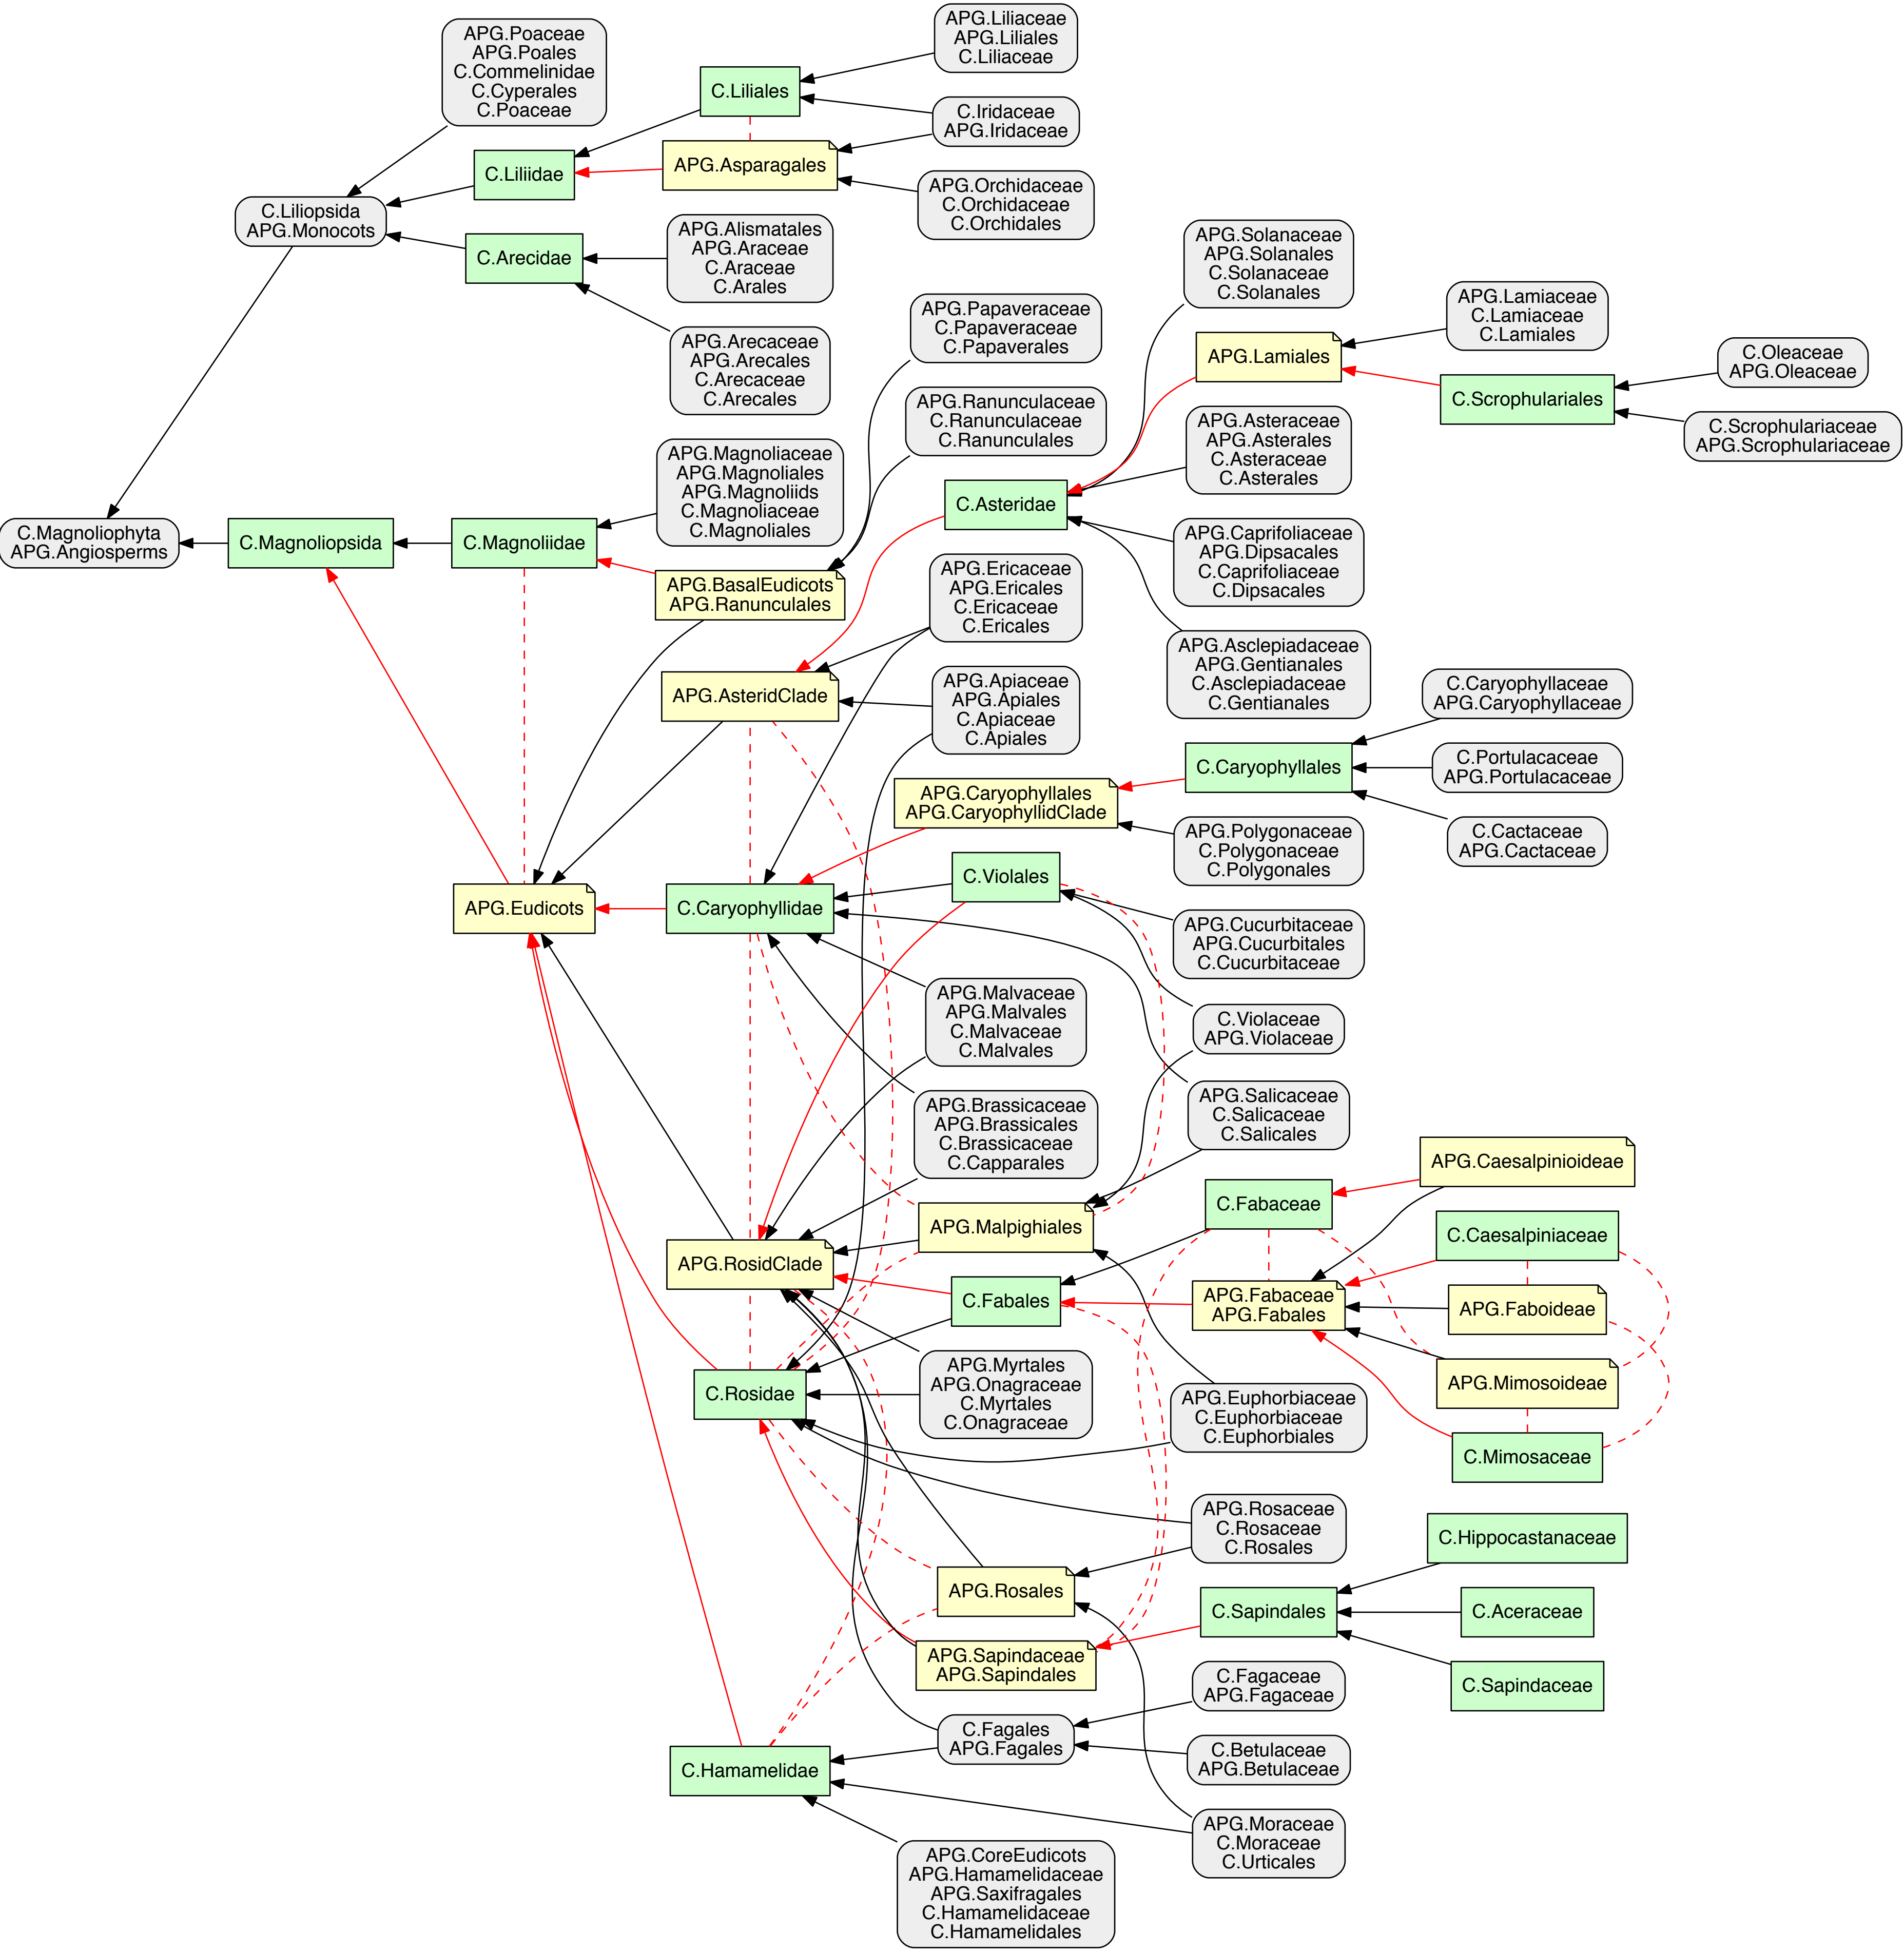 APG.Poaceae
APG.Poales
C.Commelinidae
C.Cyperales
C.Poaceae
C.Liliales
APG.Liliaceae
APG.Liliales
C.Liliaceae
C.Iridaceae
APG.Iridaceae
C.Liliidae
APG.Asparagales
APG.Orchidaceae
C.Orchidaceae
C.Orchidales
C.Liliopsida
APG.Monocots
C.Arecidae
APG.Alismatales
APG.Araceae
C.Araceae
C.Arales
APG.Arecaceae
APG.Arecales
C.Arecaceae
C.Arecales
APG.Solanaceae
APG.Solanales
C.Solanaceae
C.Solanales
APG.Lamiaceae
C.Lamiaceae
C.Lamiales
APG.Papaveraceae
C.Papaveraceae
C.Papaverales
APG.Lamiales
C.Oleaceae
APG.Oleaceae
C.Scrophulariales
C.Scrophulariaceae
APG.Scrophulariaceae
APG.Ranunculaceae
C.Ranunculaceae
C.Ranunculales
APG.Asteraceae
APG.Asterales
C.Asteraceae
C.Asterales
APG.Magnoliaceae
APG.Magnoliales
APG.Magnoliids
C.Magnoliaceae
C.Magnoliales
C.Asteridae
C.Magnoliophyta
APG.Angiosperms
C.Magnoliopsida
C.Magnoliidae
APG.BasalEudicots
APG.Ranunculales
APG.Caprifoliaceae
APG.Dipsacales
C.Caprifoliaceae
C.Dipsacales
APG.Ericaceae
APG.Ericales
C.Ericaceae
C.Ericales
APG.Asclepiadaceae
APG.Gentianales
C.Asclepiadaceae
C.Gentianales
APG.AsteridClade
APG.Apiaceae
APG.Apiales
C.Apiaceae
C.Apiales
C.Caryophyllaceae
APG.Caryophyllaceae
C.Caryophyllales
C.Portulacaceae
APG.Portulacaceae
APG.Caryophyllales
APG.CaryophyllidClade
APG.Polygonaceae
C.Polygonaceae
C.Polygonales
C.Cactaceae
APG.Cactaceae
C.Violales
APG.Eudicots
C.Caryophyllidae
APG.Cucurbitaceae
APG.Cucurbitales
C.Cucurbitaceae
APG.Malvaceae
APG.Malvales
C.Malvaceae
C.Malvales
C.Violaceae
APG.Violaceae
APG.Brassicaceae
APG.Brassicales
C.Brassicaceae
C.Capparales
APG.Salicaceae
C.Salicaceae
C.Salicales
APG.Caesalpinioideae
C.Fabaceae
APG.Malpighiales
C.Caesalpiniaceae
APG.RosidClade
C.Fabales
APG.Fabaceae
APG.Fabales
APG.Faboideae
C.Rosidae
APG.Myrtales
APG.Onagraceae
C.Myrtales
C.Onagraceae
APG.Euphorbiaceae
C.Euphorbiaceae
C.Euphorbiales
APG.Mimosoideae
C.Mimosaceae
APG.Rosaceae
C.Rosaceae
C.Rosales
C.Hippocastanaceae
APG.Rosales
C.Sapindales
C.Aceraceae
APG.Sapindaceae
APG.Sapindales
C.Sapindaceae
C.Fagaceae
APG.Fagaceae
C.Fagales
APG.Fagales
C.Hamamelidae
C.Betulaceae
APG.Betulaceae
APG.Moraceae
C.Moraceae
C.Urticales
APG.CoreEudicots
APG.Hamamelidaceae
APG.Saxifragales
C.Hamamelidaceae
C.Hamamelidales